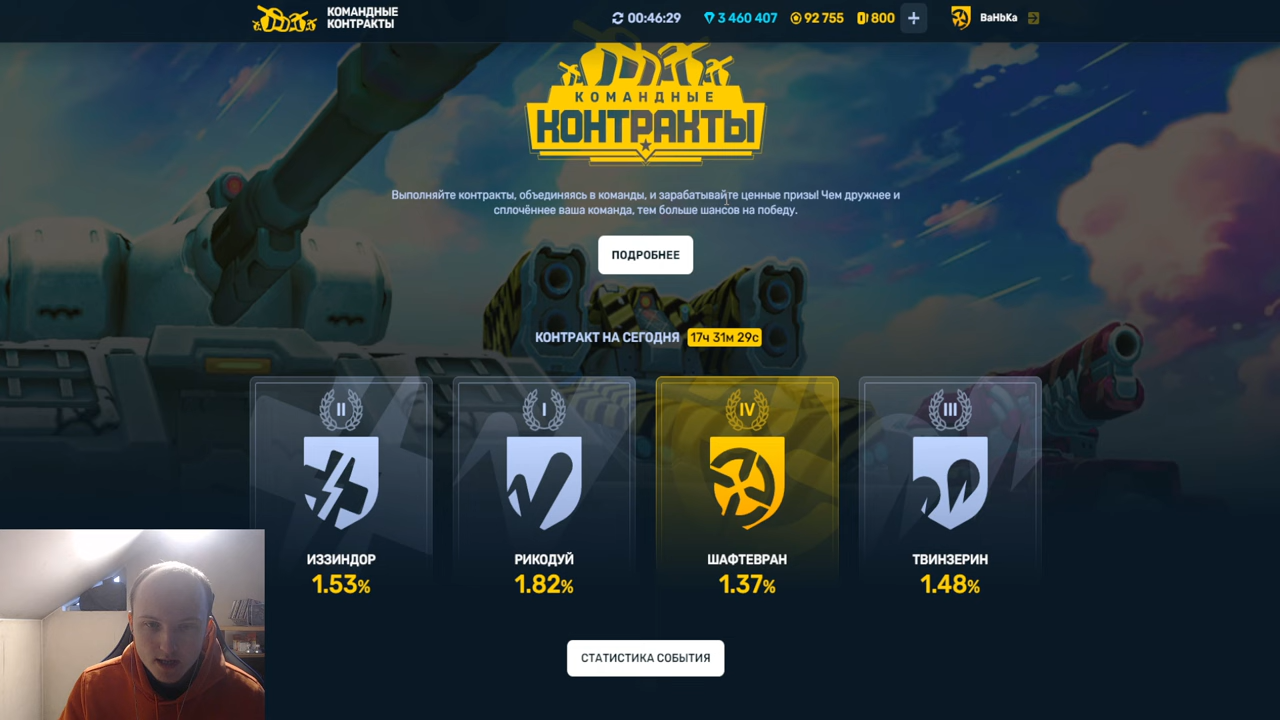 КОМАНДНЫЕ
КОНТРАКТЫ
00:46:29
3 460 407
92 755
800
+
BaHbKa
КОМАНДНЫЕ
КОНТРАКТЫ
Выполняйте контракты, объединяясь в команды, и зарабатывайте ценные призы! Чем дружнее и
сплочённее ваша команда, тем больше шансов на победу.
ПОДРОБНЕЕ
КОНТРАКТ НА СЕГОДНЯ 17ч 31м 29с
II
I
IV
III
ИЗЗИНДОР
РИКОДУЙ
ШАФТЕВРАН
ТВИНЗЕРИН
1.53%
1.82%
1.37%
1.48%
СТАТИСТИКА СОБЫТИЯ